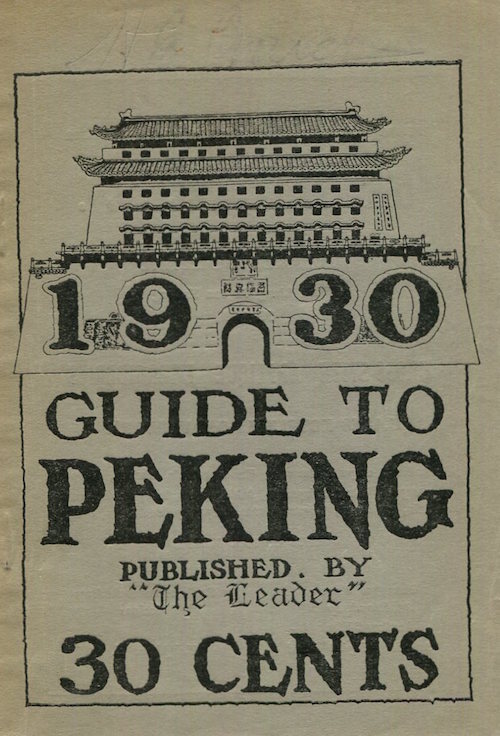 1930
GUIDE TO
PEKING
PUBLISHED. BY
"The Leader"
30 CENTS